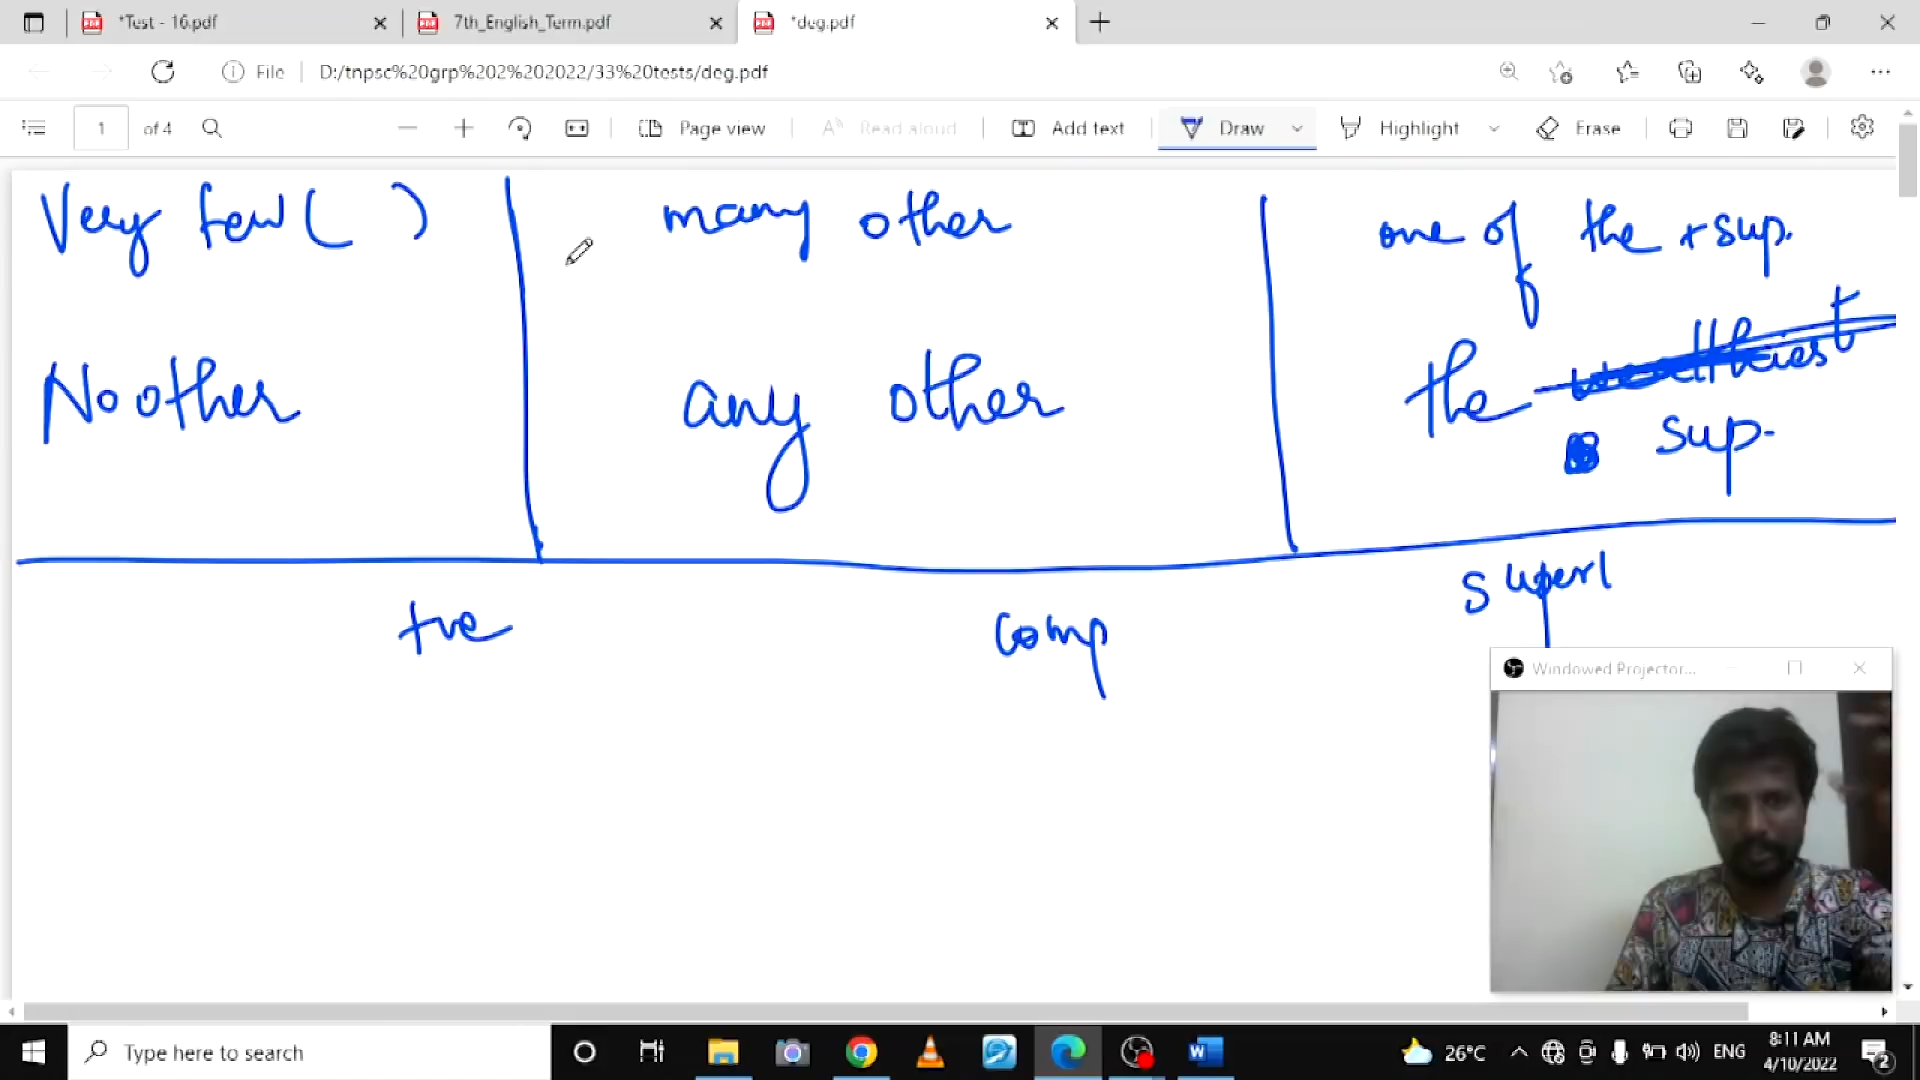 *Test - 16.pdf
7th_English_Term.pdf
*deg.pdf
File
D:/tnpsc%20grp%202%202022/33%20tests/deg.pdf
1 of 4
Page view
Read aloud
Add text
Draw
Highlight
Erase
Very few ( ) many other one of the + sup.
No other any other the wealthiest
sup.
+ve comp superl
Windowed Projector...
Type here to search
26°C
ENG
8:11 AM
4/10/2022
2